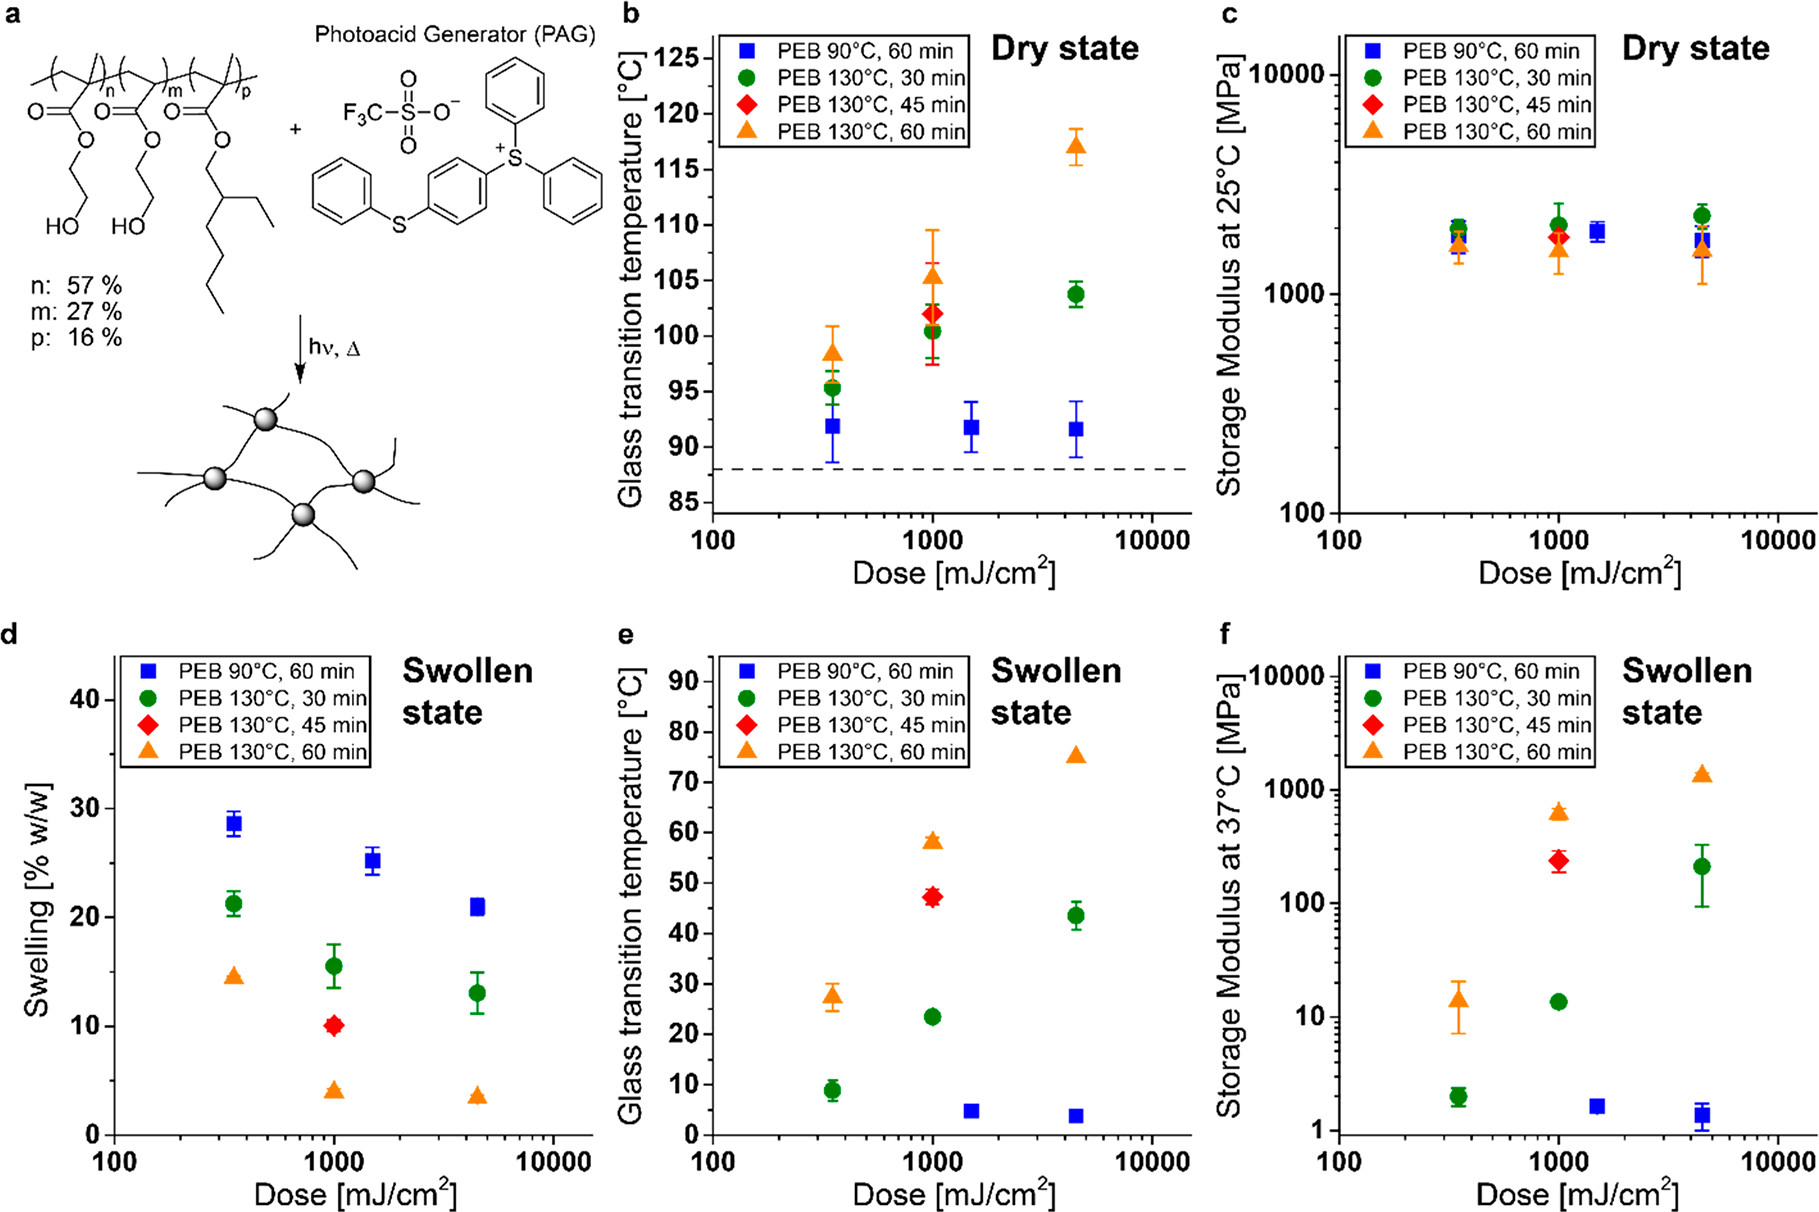 a
Photoacid Generator (PAG)
n
m
p
O
O
O
O
O
O
HO
HO
+
F₃C
O
S
O⁻
O
S
+
S
n: 57 %
m: 27 %
p: 16 %
hν, Δ
b
Dry state
PEB 90°C, 60 min
PEB 130°C, 30 min
PEB 130°C, 45 min
PEB 130°C, 60 min
Glass transition temperature [°C]
125
120
115
110
105
100
95
90
85
100
1000
10000
Dose [mJ/cm²]
c
Dry state
PEB 90°C, 60 min
PEB 130°C, 30 min
PEB 130°C, 45 min
PEB 130°C, 60 min
Storage Modulus at 25°C [MPa]
10000
1000
100
100
1000
10000
Dose [mJ/cm²]
d
Swollen
state
PEB 90°C, 60 min
PEB 130°C, 30 min
PEB 130°C, 45 min
PEB 130°C, 60 min
Swelling [% w/w]
40
30
20
10
0
100
1000
10000
Dose [mJ/cm²]
e
Swollen
state
PEB 90°C, 60 min
PEB 130°C, 30 min
PEB 130°C, 45 min
PEB 130°C, 60 min
Glass transition temperature [°C]
90
80
70
60
50
40
30
20
10
0
100
1000
10000
Dose [mJ/cm²]
f
Swollen
state
PEB 90°C, 60 min
PEB 130°C, 30 min
PEB 130°C, 45 min
PEB 130°C, 60 min
Storage Modulus at 37°C [MPa]
10000
1000
100
10
1
100
1000
10000
Dose [mJ/cm²]